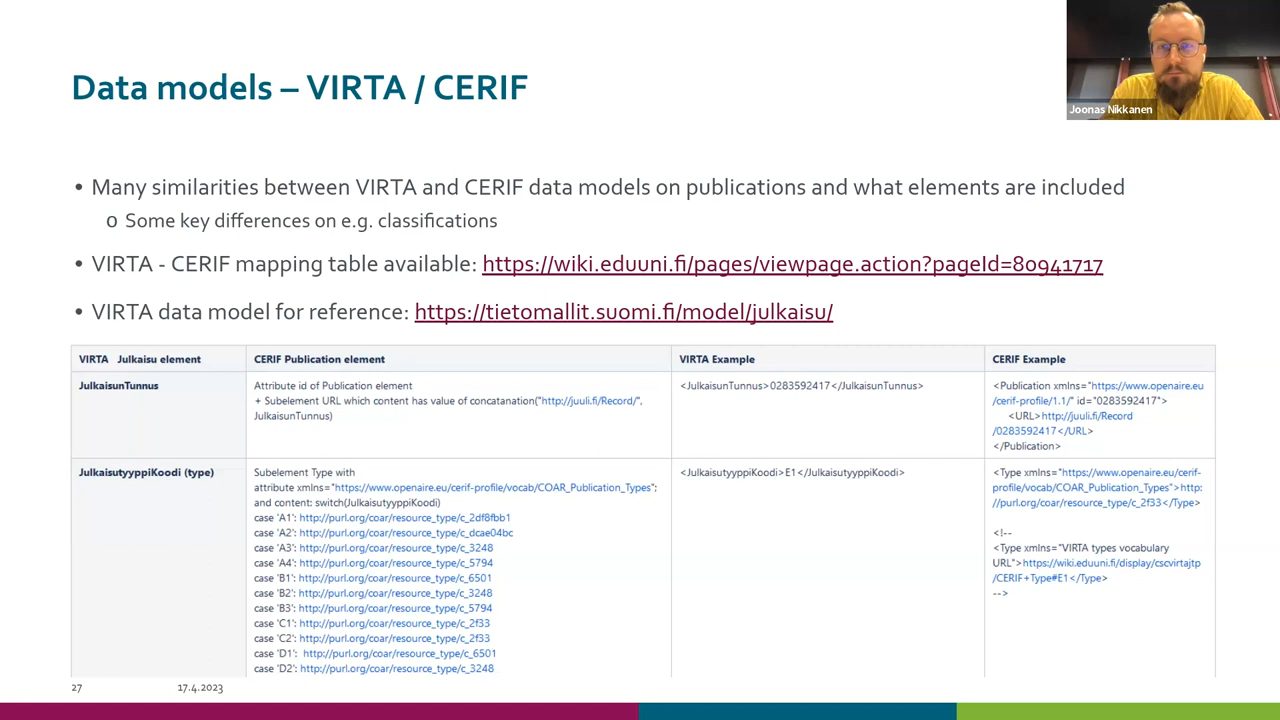 Joonas Nikkanen
Data models – VIRTA / CERIF
• Many similarities between VIRTA and CERIF data models on publications and what elements are included
o Some key differences on e.g. classifications
• VIRTA - CERIF mapping table available: https://wiki.eduuni.fi/pages/viewpage.action?pageId=80941717
• VIRTA data model for reference: https://tietomallit.suomi.fi/model/julkaisu/
VIRTA Julkaisu element
CERIF Publication element
VIRTA Example
CERIF Example
JulkaisunTunnus
Attribute id of Publication element
+ Subelement URL which content has value of concatanation("http://juuli.fi/Record/",
JulkaisunTunnus)
<JulkaisunTunnus>0283592417</JulkaisunTunnus>
<Publication xmlns="https://www.openaire.eu
/cerif-profile/1.1/" id="0283592417">
<URL>http://juuli.fi/Record
/0283592417</URL>
</Publication>
JulkaisutyyppiKoodi (type)
Subelement Type with
attribute xmlns="https://www.openaire.eu/cerif-profile/vocab/COAR_Publication_Types";
and content: switch(JulkaisutyyppiKoodi)
case 'A1': http://purl.org/coar/resource_type/c_2df8fbb1
case 'A2': http://purl.org/coar/resource_type/c_dcae04bc
case 'A3': http://purl.org/coar/resource_type/c_3248
case 'A4': http://purl.org/coar/resource_type/c_5794
case 'B1': http://purl.org/coar/resource_type/c_6501
case 'B2': http://purl.org/coar/resource_type/c_3248
case 'B3': http://purl.org/coar/resource_type/c_5794
case 'C1': http://purl.org/coar/resource_type/c_2f33
case 'C2': http://purl.org/coar/resource_type/c_2f33
case 'D1': http://purl.org/coar/resource_type/c_6501
case 'D2': http://purl.org/coar/resource_type/c_3248
<JulkaisutyyppiKoodi>E1</JulkaisutyyppiKoodi>
<Type xmlns="https://www.openaire.eu/cerif-
profile/vocab/COAR_Publication_Types">http:
//purl.org/coar/resource_type/c_2f33</Type>
<!--
<Type xmlns="VIRTA types vocabulary
URL">https://wiki.eduuni.fi/display/cscvirtajtp
/CERIF+Type#E1</Type>
-->
27
17.4.2023